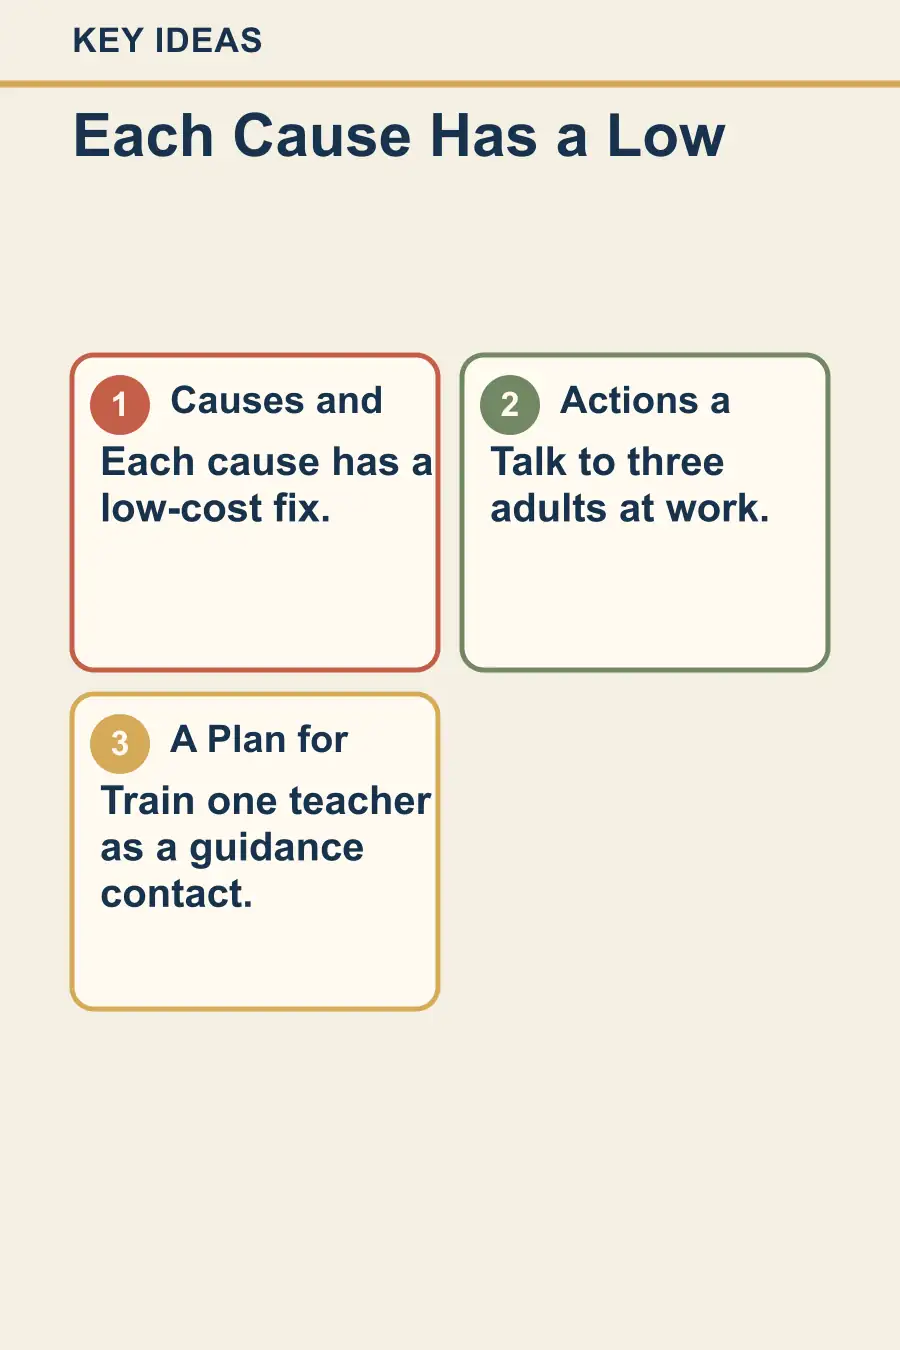 KEY IDEAS
Each Cause Has a Low
1
Causes and
Each cause has a
low-cost fix.
2
Actions a
Talk to three
adults at work.
3
A Plan for
Train one teacher
as a guidance
contact.